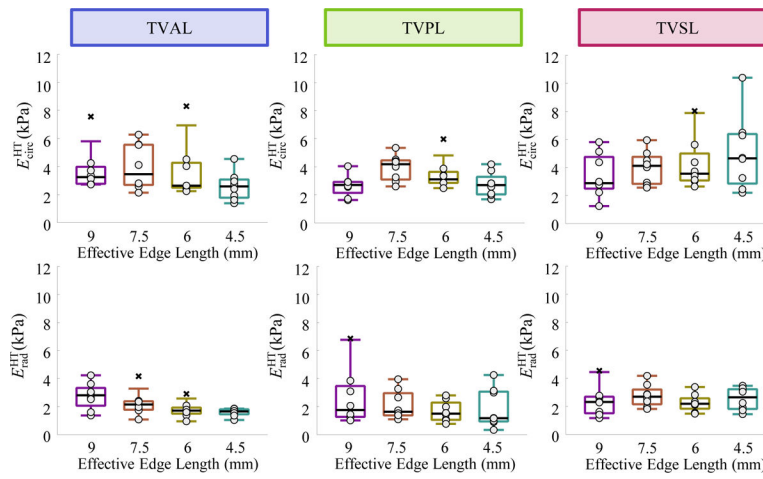 TVAL TVPL TVSL
12 12 12
10 10 10
8 8 8
6 6 6
4 4 4
2 2 2
0 0 0
E^HT_circ (kPa) E^HT_circ (kPa) E^HT_circ (kPa)
9 7.5 6 4.5 9 7.5 6 4.5 9 7.5 6 4.5
Effective Edge Length (mm) Effective Edge Length (mm) Effective Edge Length (mm)
12 12 12
10 10 10
8 8 8
6 6 6
4 4 4
2 2 2
0 0 0
E^HT_rad (kPa) E^HT_rad (kPa) E^HT_rad (kPa)
9 7.5 6 4.5 9 7.5 6 4.5 9 7.5 6 4.5
Effective Edge Length (mm) Effective Edge Length (mm) Effective Edge Length (mm)